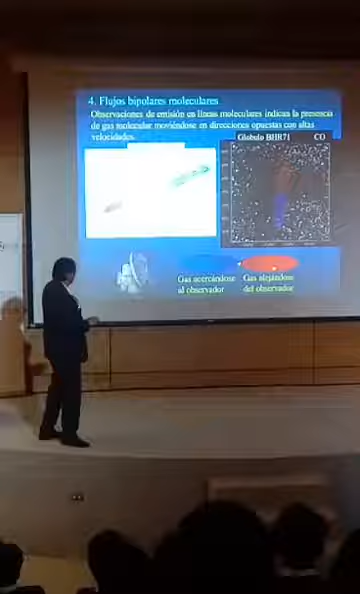 4. Flujos bipolares moleculares
Observaciones de emisión en líneas moleculares indican la presencia
de gas molecular moviéndose en direcciones opuestas con altas
velocidades.
Globulo BHR71 CO
Gas acercándose
al observador
Gas alejándose
del observador